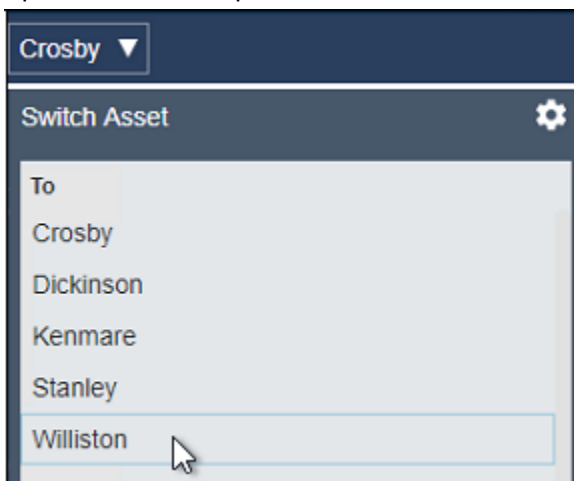 Crosby ▼
Switch Asset
To
Crosby
Dickinson
Kenmare
Stanley
Williston